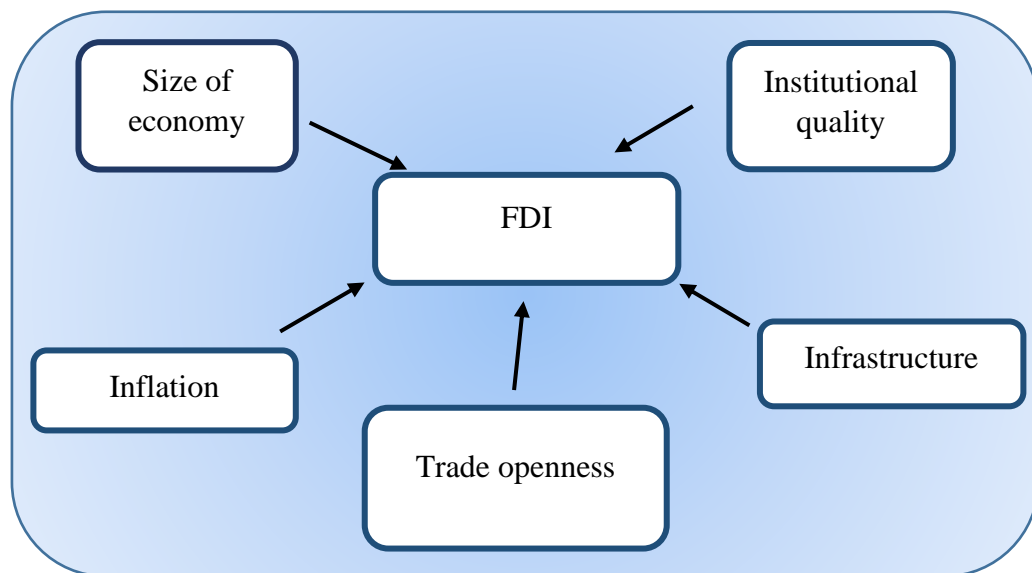 Size of
economy
Institutional
quality
FDI
Inflation
Infrastructure
Trade openness